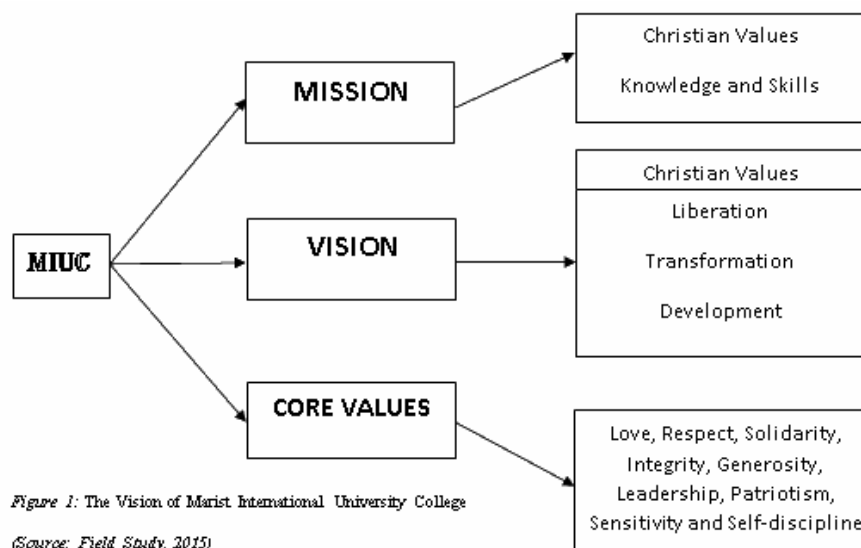 MISSION
Christian Values
Knowledge and Skills
MIUC
VISION
Christian Values
Liberation
Transformation
Development
CORE VALUES
Love, Respect, Solidarity,
Integrity, Generosity,
Leadership, Patriotism,
Sensitivity and Self-discipline
Figure 1: The Vision of Marist International University College
(Source: Field Study, 2015)